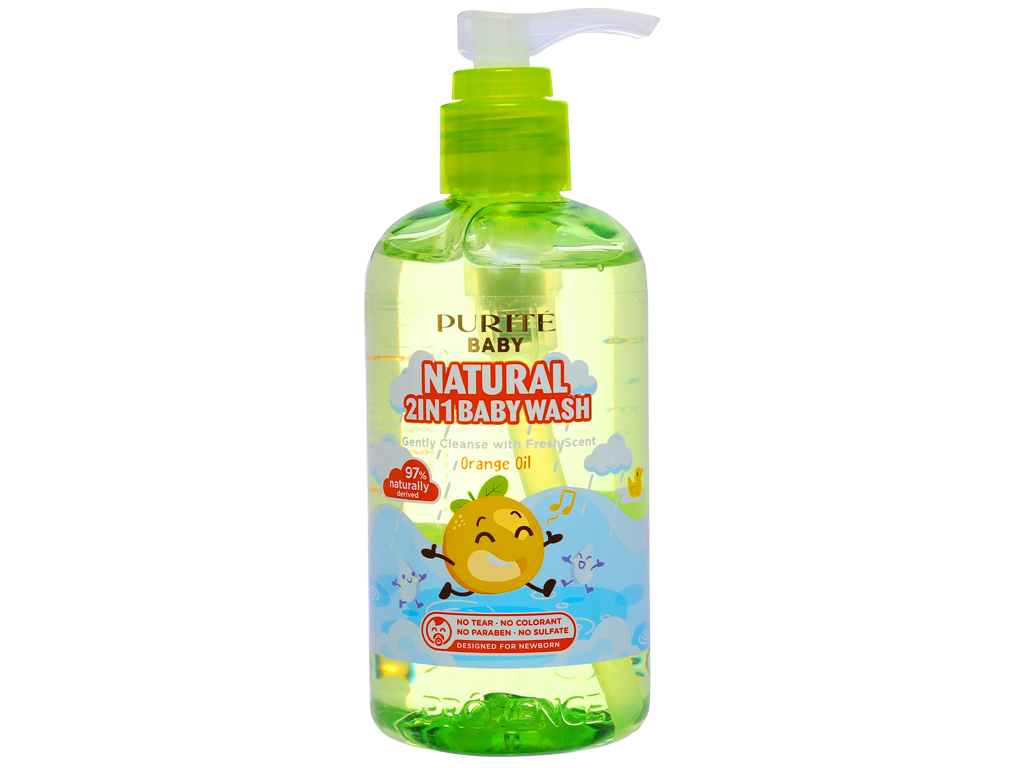 PURITÉ
BABY
NATURAL
2IN1 BABY WASH
Gently Cleanse with Fresh Scent
Orange Oil
97%
naturally
derived
NO TEAR · NO COLORANT
NO PARABEN · NO SULFATE
DESIGNED FOR NEWBORN
PRÔVENCE